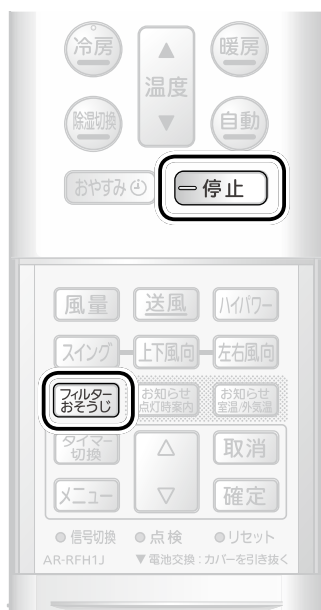 冷房
▲
暖房
温度
除湿切換
▼
自動
おやすみ
停止
風量
送風
ハイパワー
スイング
上下風向
左右風向
フィルター
おそうじ
お知らせ
点灯時案内
お知らせ
室温/外気温
タイマー
切換
△
取消
メニュー
▽
確定
信号切換
点検
リセット
AR-RFH1J
▼電池交換：カバーを引き抜く